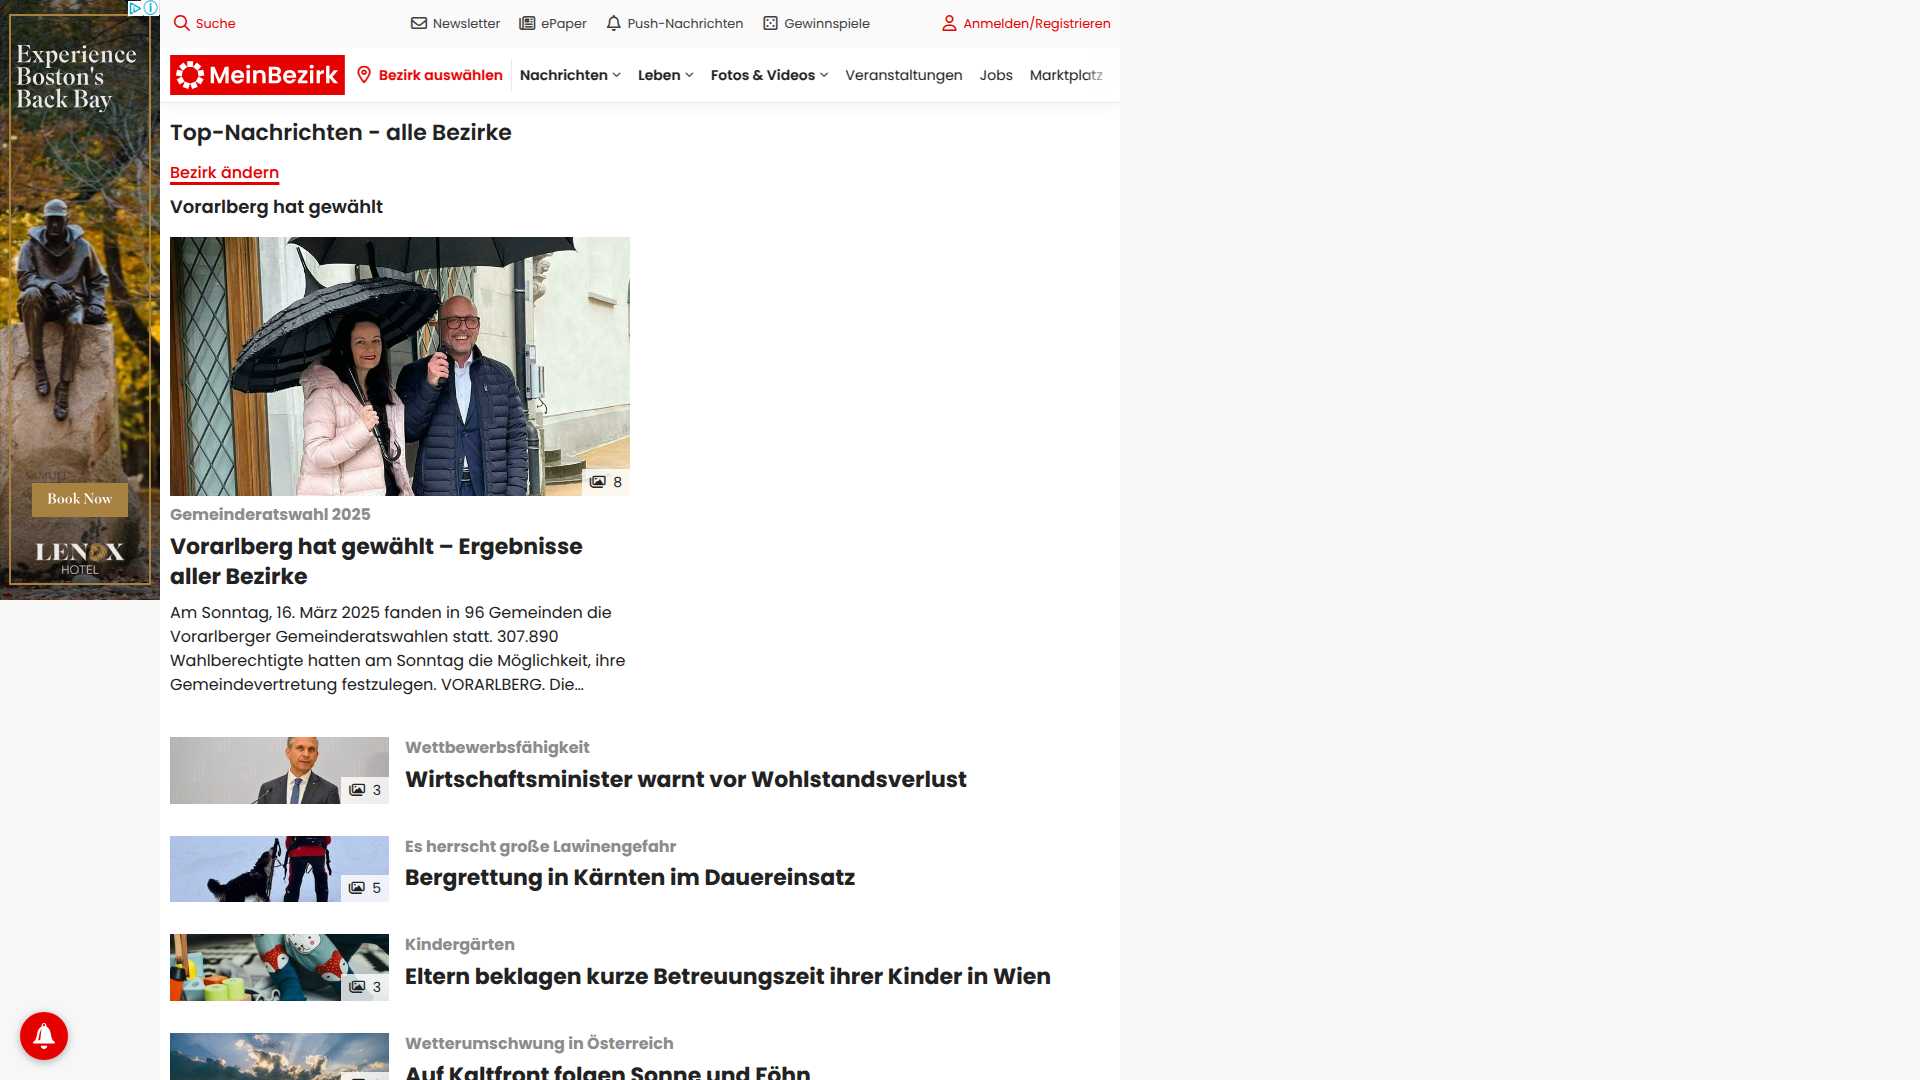 Suche
Newsletter
ePaper
Push-Nachrichten
Gewinnspiele
Anmelden/Registrieren
MeinBezirk
Bezirk auswählen
Nachrichten
Leben
Fotos & Videos
Veranstaltungen
Jobs
Marktplatz
Experience
Boston's
Back Bay
Book Now
LENOX
HOTEL
Top-Nachrichten - alle Bezirke
Bezirk ändern
Vorarlberg hat gewählt
8
Gemeinderatswahl 2025
Vorarlberg hat gewählt – Ergebnisse
aller Bezirke
Am Sonntag, 16. März 2025 fanden in 96 Gemeinden die
Vorarlberger Gemeinderatswahlen statt. 307.890
Wahlberechtigte hatten am Sonntag die Möglichkeit, ihre
Gemeindevertretung festzulegen. VORARLBERG. Die...
3
Wettbewerbsfähigkeit
Wirtschaftsminister warnt vor Wohlstandsverlust
5
Es herrscht große Lawinengefahr
Bergrettung in Kärnten im Dauereinsatz
3
Kindergärten
Eltern beklagen kurze Betreuungszeit ihrer Kinder in Wien
Wetterumschwung in Österreich
Auf Kaltfront folgen Sonne und Föhn